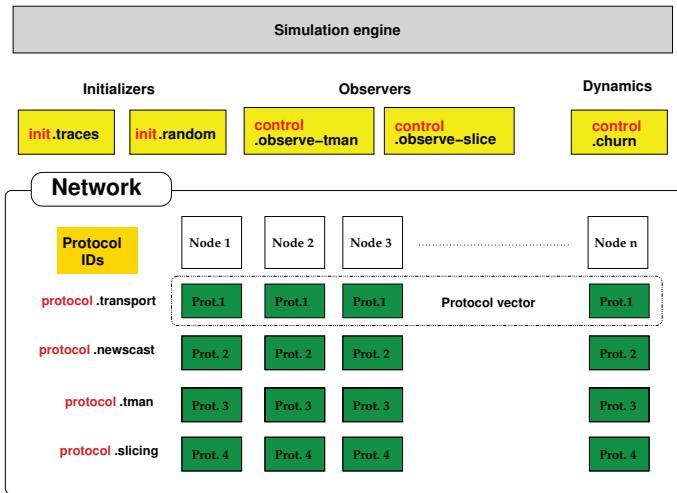 Simulation engine
Initializers Observers Dynamics
init.traces init.random control control control
.observe−tman .observe−slice .churn
Network
Protocol IDs Node 1 Node 2 Node 3 Node n
protocol .transport Prot.1 Prot.1 Prot.1 Protocol vector Prot.1
protocol .newscast Prot. 2 Prot. 2 Prot. 2 Prot. 2
protocol .tman Prot. 3 Prot. 3 Prot. 3 Prot. 3
protocol .slicing Prot. 4 Prot. 4 Prot. 4 Prot. 4